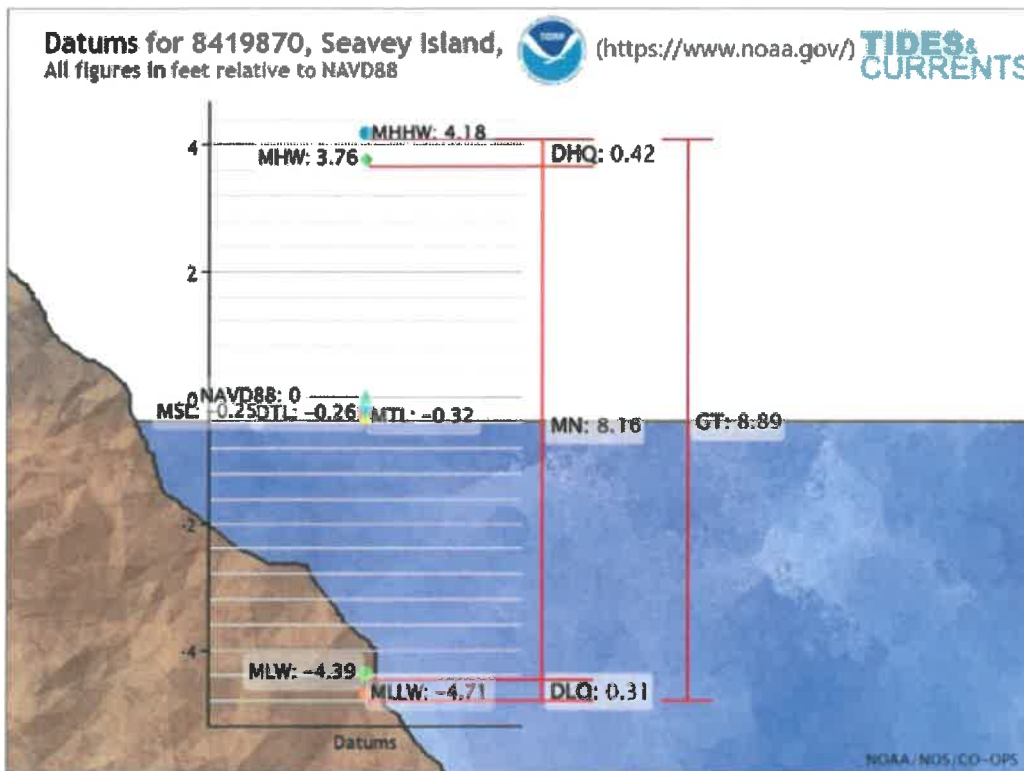 Datums for 8419870, Seavey Island, (https://www.noaa.gov/) TIDES&
CURRENTS
All figures in feet relative to NAVD88
MHHW: 4.18
4
MHW: 3.76
DHQ: 0.42
2
0
NAVD88: 0
MSL: -0.25
DTL: -0.26
MTL: -0.32
MN: 8.16
GT: 8.89
-2
-4
MLW: -4.39
MLLW: -4.71
DLQ: 0.31
Datums
NOAA/NOS/CO-OPS